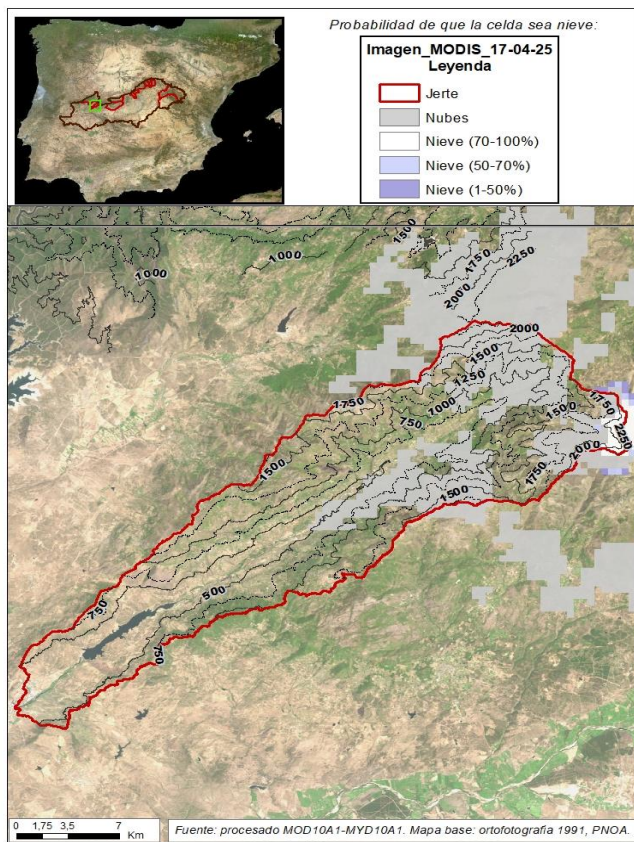 Probabilidad de que la celda sea nieve:
Imagen_MODIS_17-04-25
Leyenda
Jerte
Nubes
Nieve (70-100%)
Nieve (50-70%)
Nieve (1-50%)
1500
1000
1000
1750
2250
2000
2000
1500
1250
1750
1000
750
1500
1750
2250
2000
1500
1750
1500
500
750
750
0 1,75 3,5 7
Km
Fuente: procesado MOD10A1-MYD10A1. Mapa base: ortofotografía 1991, PNOA.